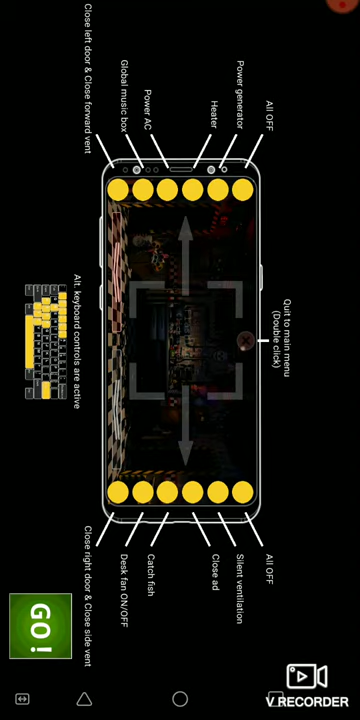 All OFF
Power generator
Heater
Power AC
Global music box
Close left door & Close forward vent
Quit to main menu
(Double click)
All OFF
Silent ventilation
Close ad
Catch fish
Desk fan ON/OFF
Close right door & Close side vent
Alt. keyboard controls are active
GO!
V RECORDER